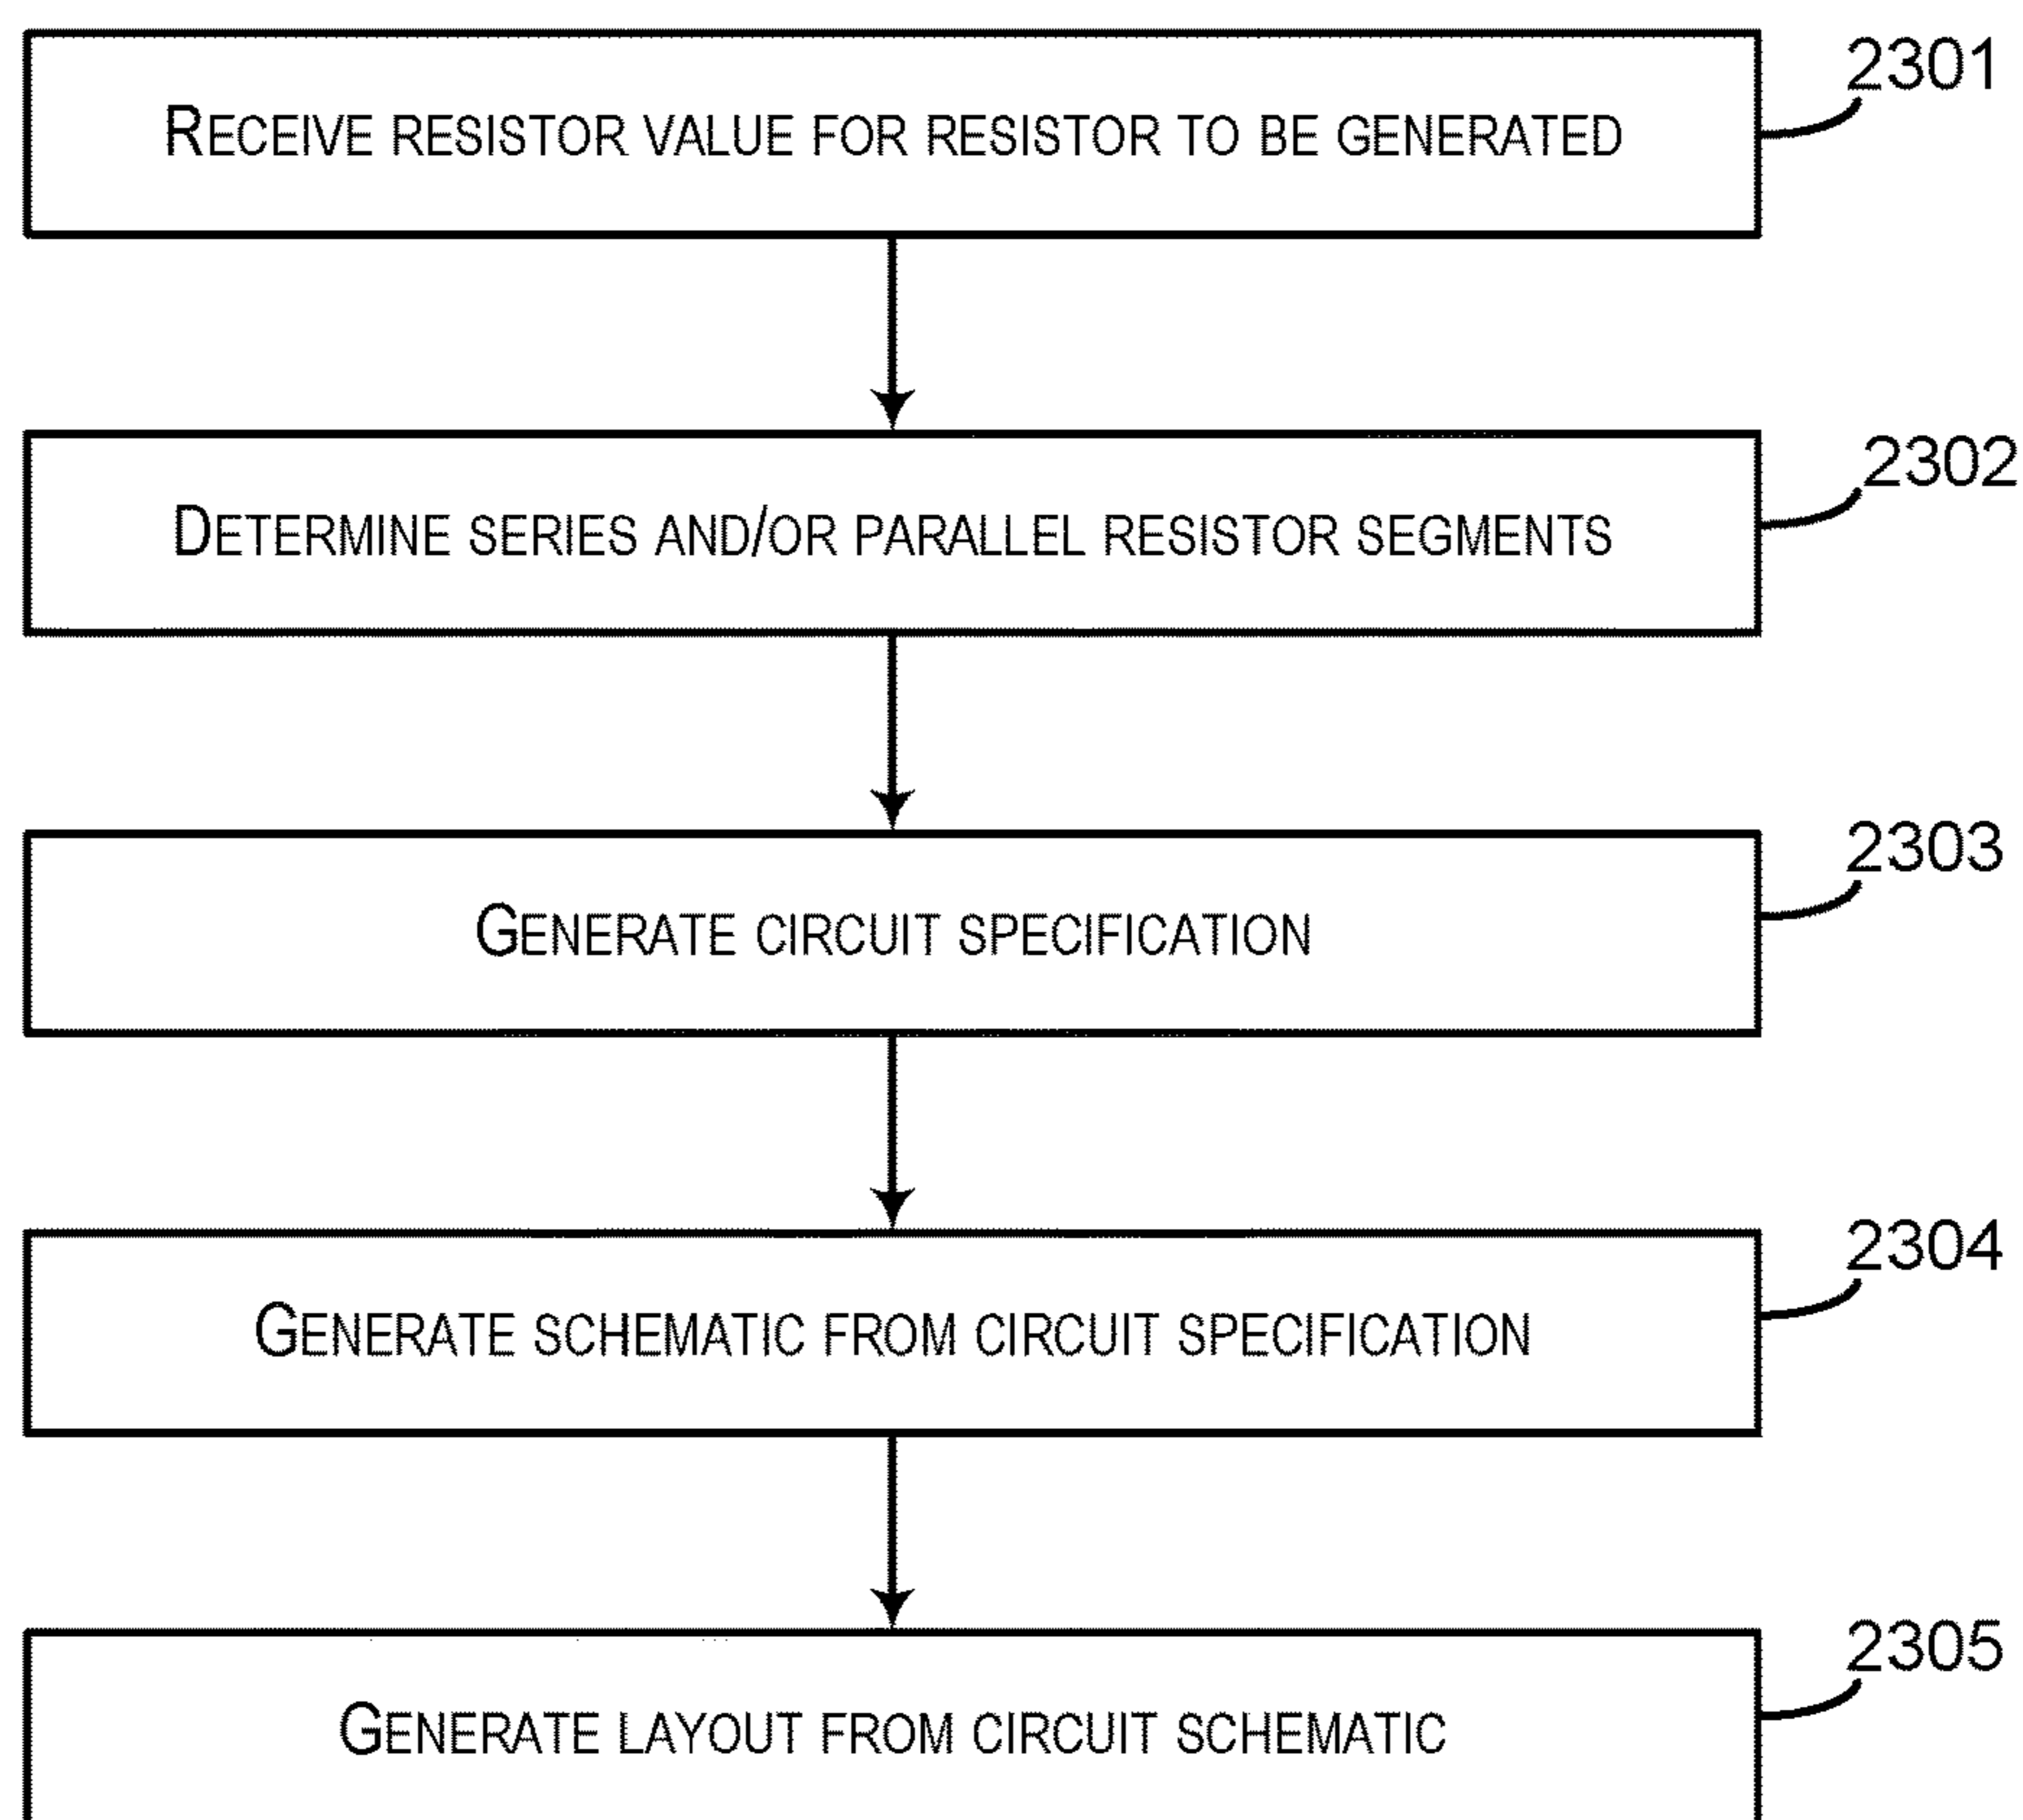 2301
RECEIVE RESISTOR VALUE FOR RESISTOR TO BE GENERATED
2302
DETERMINE SERIES AND/OR PARALLEL RESISTOR SEGMENTS
2303
GENERATE CIRCUIT SPECIFICATION
2304
GENERATE SCHEMATIC FROM CIRCUIT SPECIFICATION
2305
GENERATE LAYOUT FROM CIRCUIT SCHEMATIC